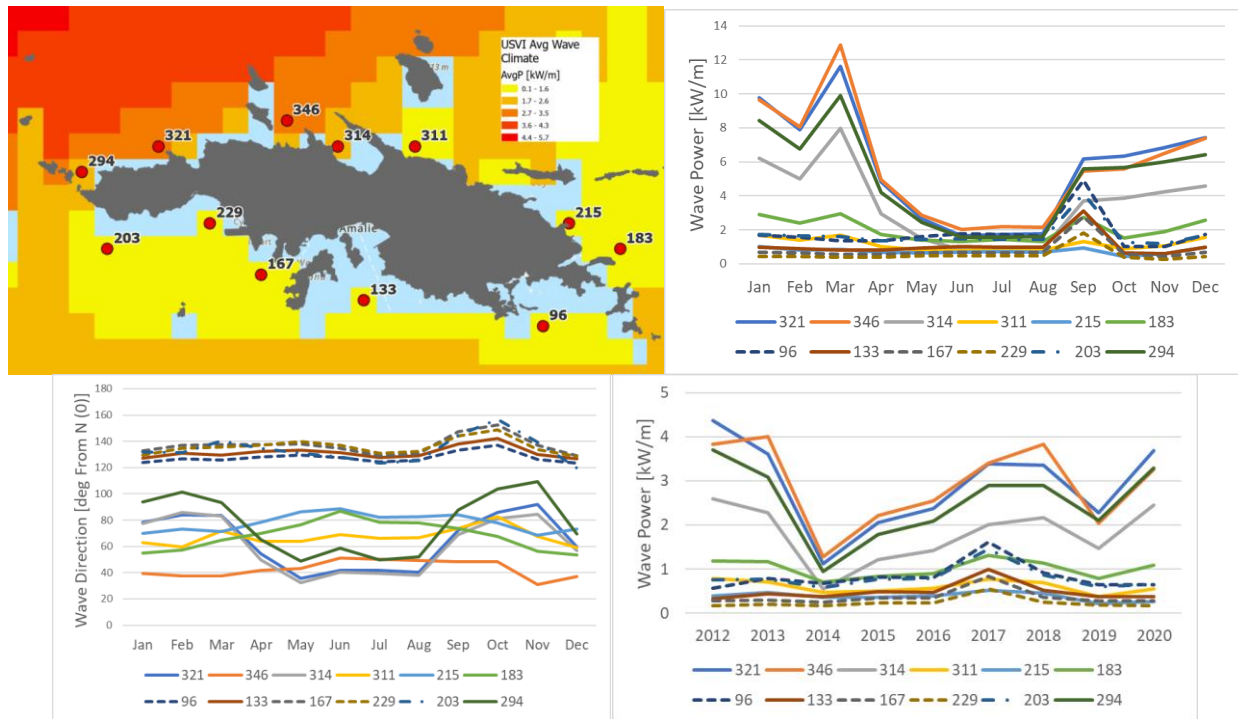 USVI Avg Wave
Climate
AvgP [kW/m]
0.1 - 1.6
1.7 - 2.6
2.7 - 3.5
3.6 - 4.3
4.4 - 5.7
346
321
314
311
294
229
215
203
183
Amalie
167
133
96
Wave Power [kW/m]
14
12
10
8
6
4
2
0
Jan Feb Mar Apr May Jun Jul Aug Sep Oct Nov Dec
321 346 314 311 215 183
96 133 167 229 203 294
Wave Direction [deg From N (0)]
180
160
140
120
100
80
60
40
20
0
Jan Feb Mar Apr May Jun Jul Aug Sep Oct Nov Dec
321 346 314 311 215 183
96 133 167 229 203 294
Wave Power [kW/m]
5
4
3
2
1
0
2012 2013 2014 2015 2016 2017 2018 2019 2020
321 346 314 311 215 183
96 133 167 229 203 294